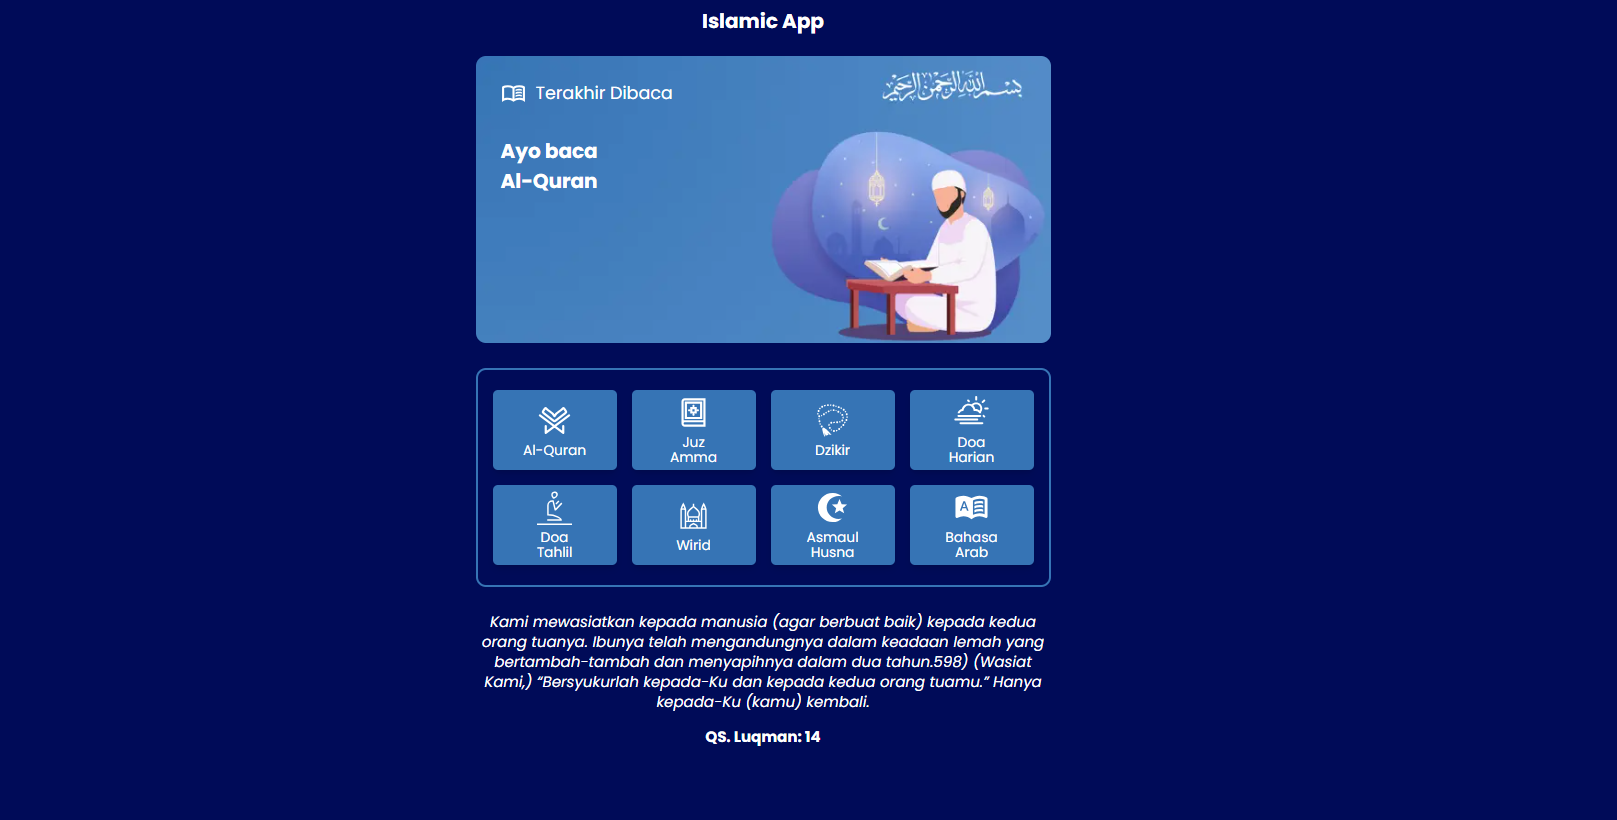 Islamic App
Terakhir Dibaca
بسم الله الرحمن الرحيم
Ayo baca
Al-Quran
Al-Quran
Juz
Amma
Dzikir
Doa
Harian
Doa
Tahlil
Wirid
Asmaul
Husna
A
Bahasa
Arab
Kami mewasiatkan kepada manusia (agar berbuat baik) kepada kedua
orang tuanya. Ibunya telah mengandungnya dalam keadaan lemah yang
bertambah-tambah dan menyapihnya dalam dua tahun.598) (Wasiat
Kami,) “Bersyukurlah kepada-Ku dan kepada kedua orang tuamu.” Hanya
kepada-Ku (kamu) kembali.
QS. Luqman: 14